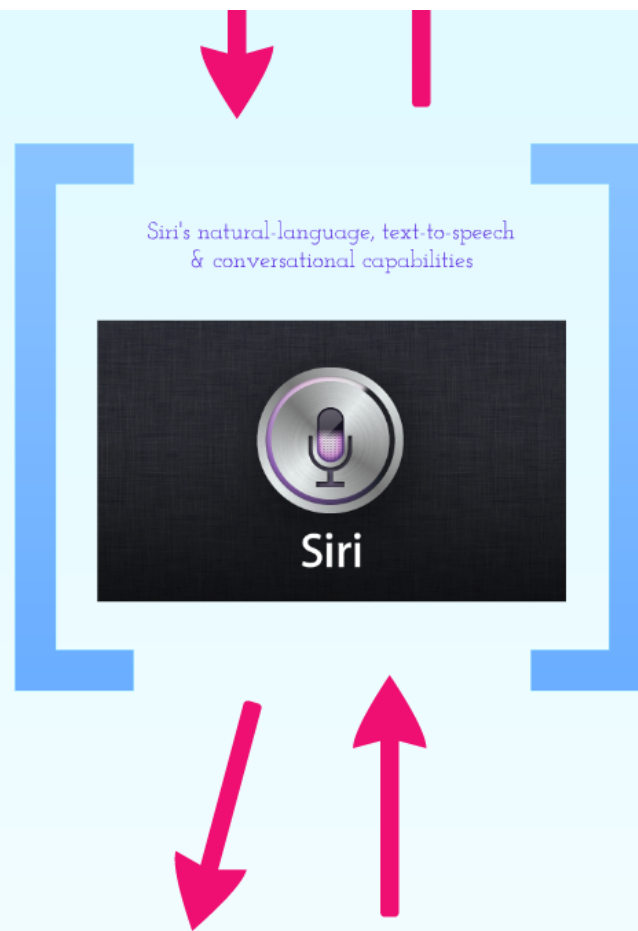 Siri's natural-language, text-to-speech
& conversational capabilities
Siri